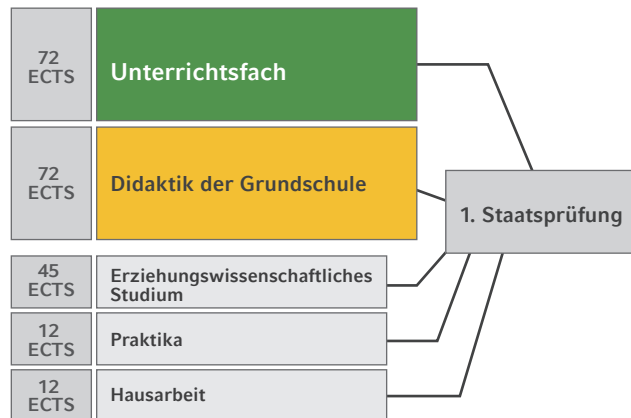 72
ECTS
Unterrichtsfach
72
ECTS
Didaktik der Grundschule
1. Staatsprüfung
45
ECTS
Erziehungswissenschaftliches
Studium
12
ECTS
Praktika
12
ECTS
Hausarbeit